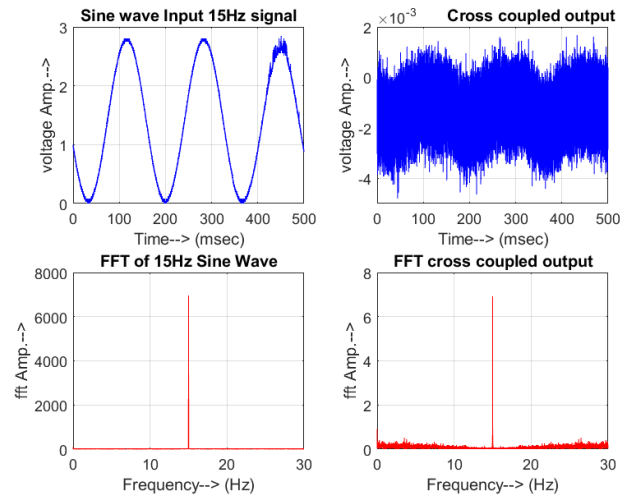 Sine wave Input 15Hz signal
3
2
1
0
voltage Amp.-->
0 100 200 300 400 500
Time--> (msec)
Cross coupled output
×10-3
2
0
-2
-4
voltage Amp.-->
0 100 200 300 400 500
Time--> (msec)
FFT of 15Hz Sine Wave
8000
6000
4000
2000
0
fft Amp.-->
0 10 20 30
Frequency--> (Hz)
FFT cross coupled output
8
6
4
2
0
fft Amp.-->
0 10 20 30
Frequency--> (Hz)